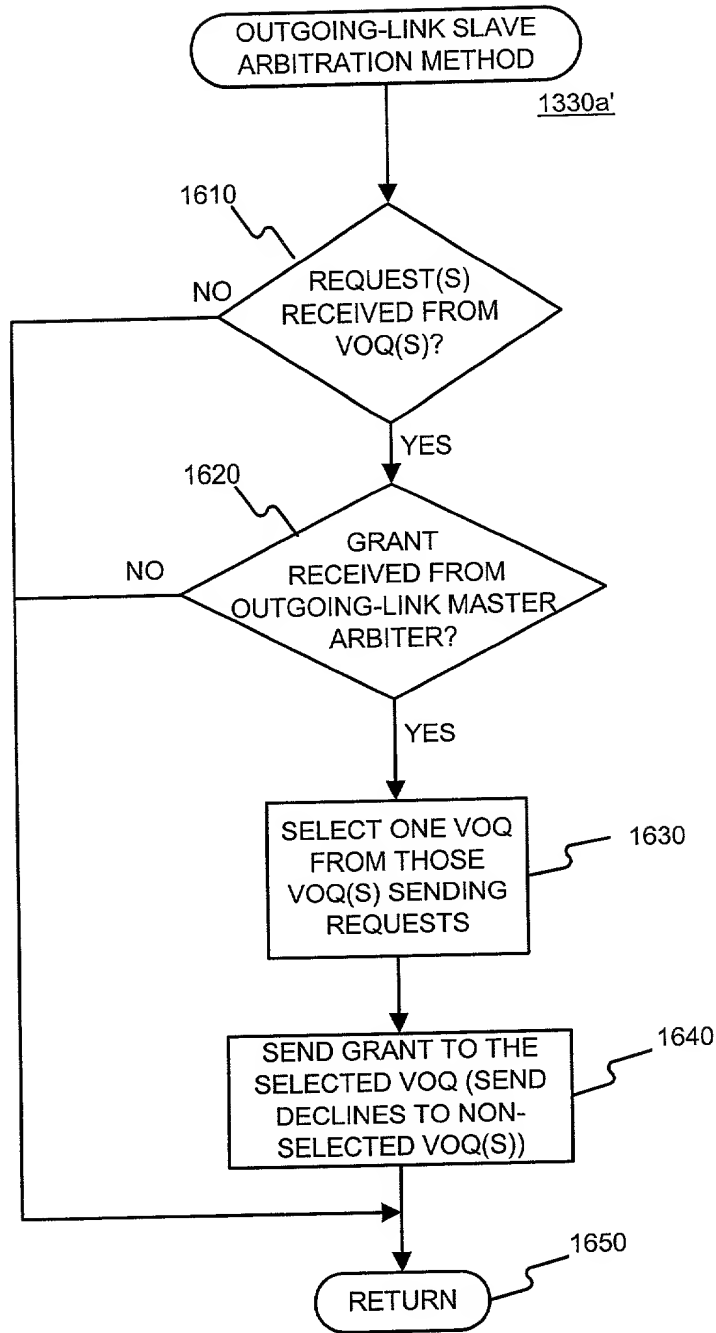 OUTGOING-LINK SLAVE
ARBITRATION METHOD
1330a'
1610
REQUEST(S)
RECEIVED FROM
VOQ(S)?
NO
YES
1620
GRANT
RECEIVED FROM
OUTGOING-LINK MASTER
ARBITER?
NO
YES
SELECT ONE VOQ
FROM THOSE
VOQ(S) SENDING
REQUESTS
1630
SEND GRANT TO THE
SELECTED VOQ (SEND
DECLINES TO NON-
SELECTED VOQ(S))
1640
RETURN
1650